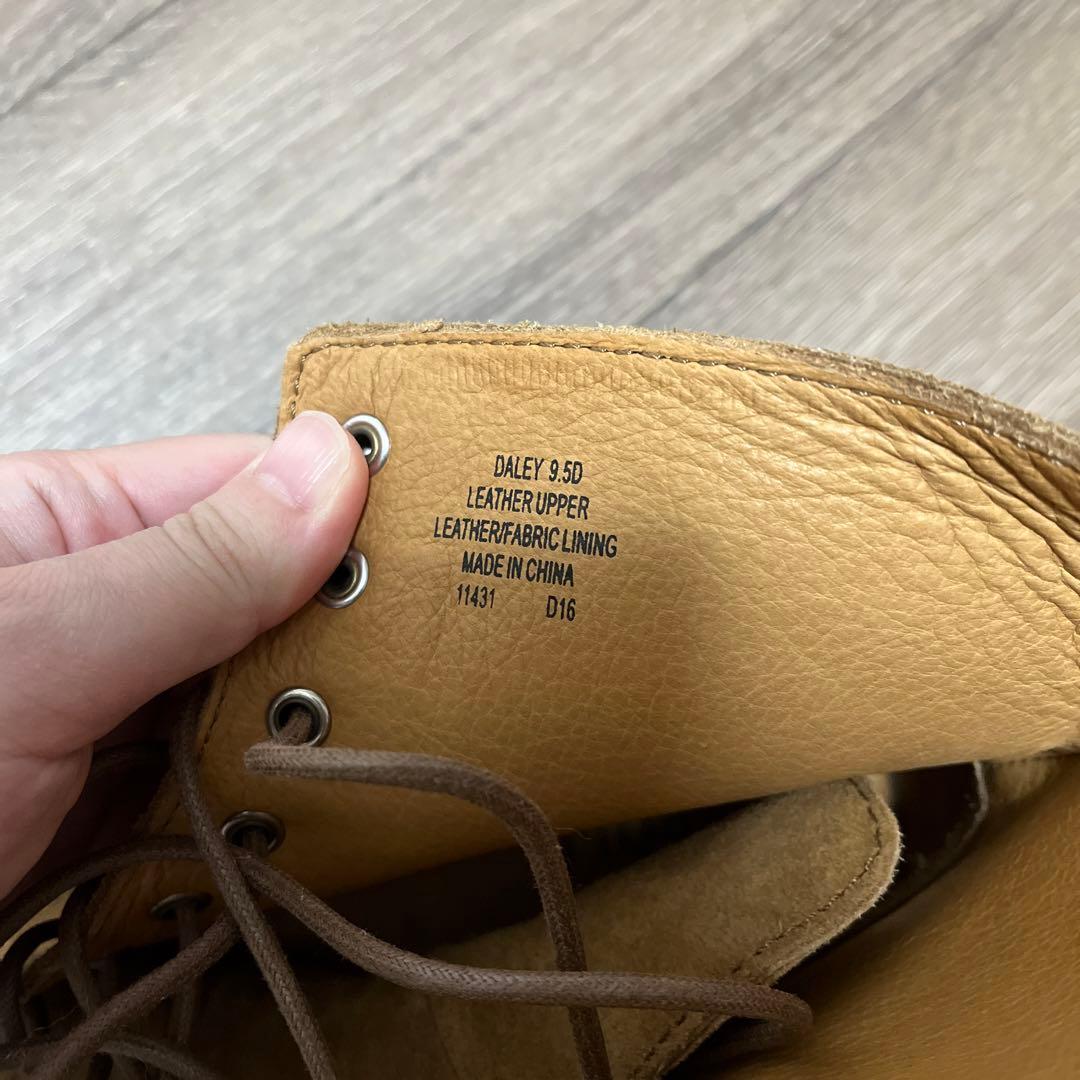 DALEY 9.5D
LEATHER UPPER
LEATHER/FABRIC LINING
MADE IN CHINA
11431 D16